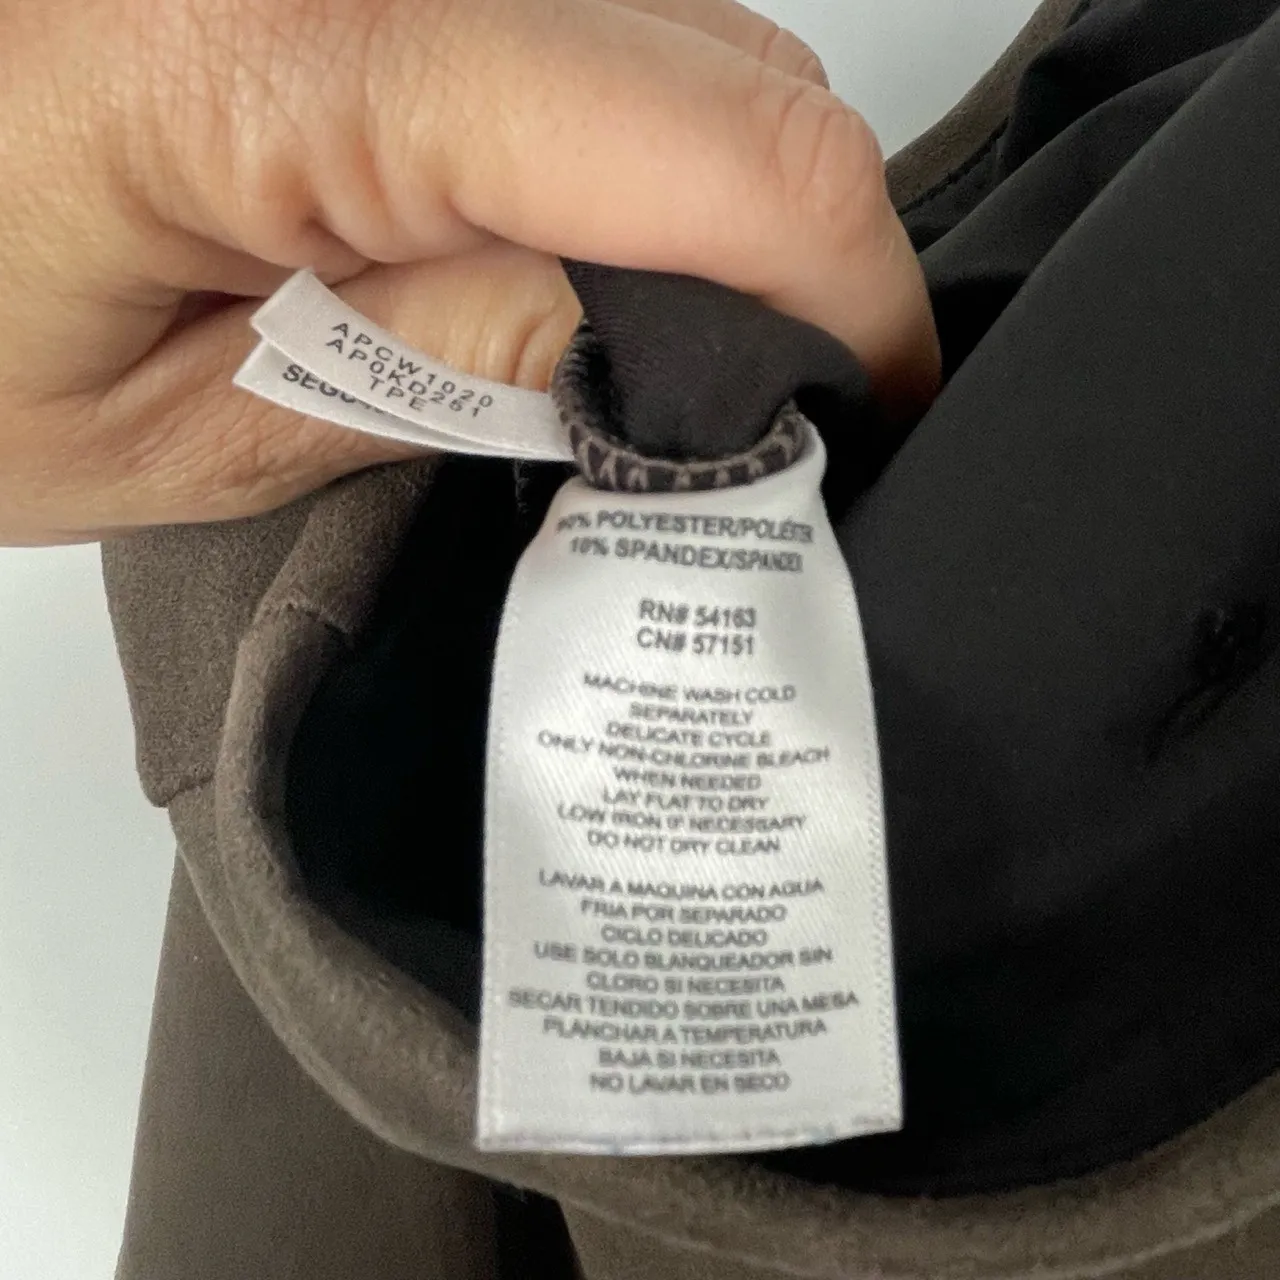 APCW1020
AP0KD251
TPE
90% POLYESTER/POLIÉSTER
10% SPANDEX/SPANDEX
RN# 54163
CN# 57151
MACHINE WASH COLD
SEPARATELY
DELICATE CYCLE
ONLY NON-CHLORINE BLEACH
WHEN NEEDED
LAY FLAT TO DRY
LOW IRON IF NECESSARY
DO NOT DRY CLEAN
LAVAR A MAQUINA CON AGUA
FRIA POR SEPARADO
CICLO DELICADO
USE SOLO BLANQUEADOR SIN
CLORO SI NECESITA
SECAR TENDIDO SOBRE UNA MESA
PLANCHAR A TEMPERATURA
BAJA SI NECESITA
NO LAVAR EN SECO